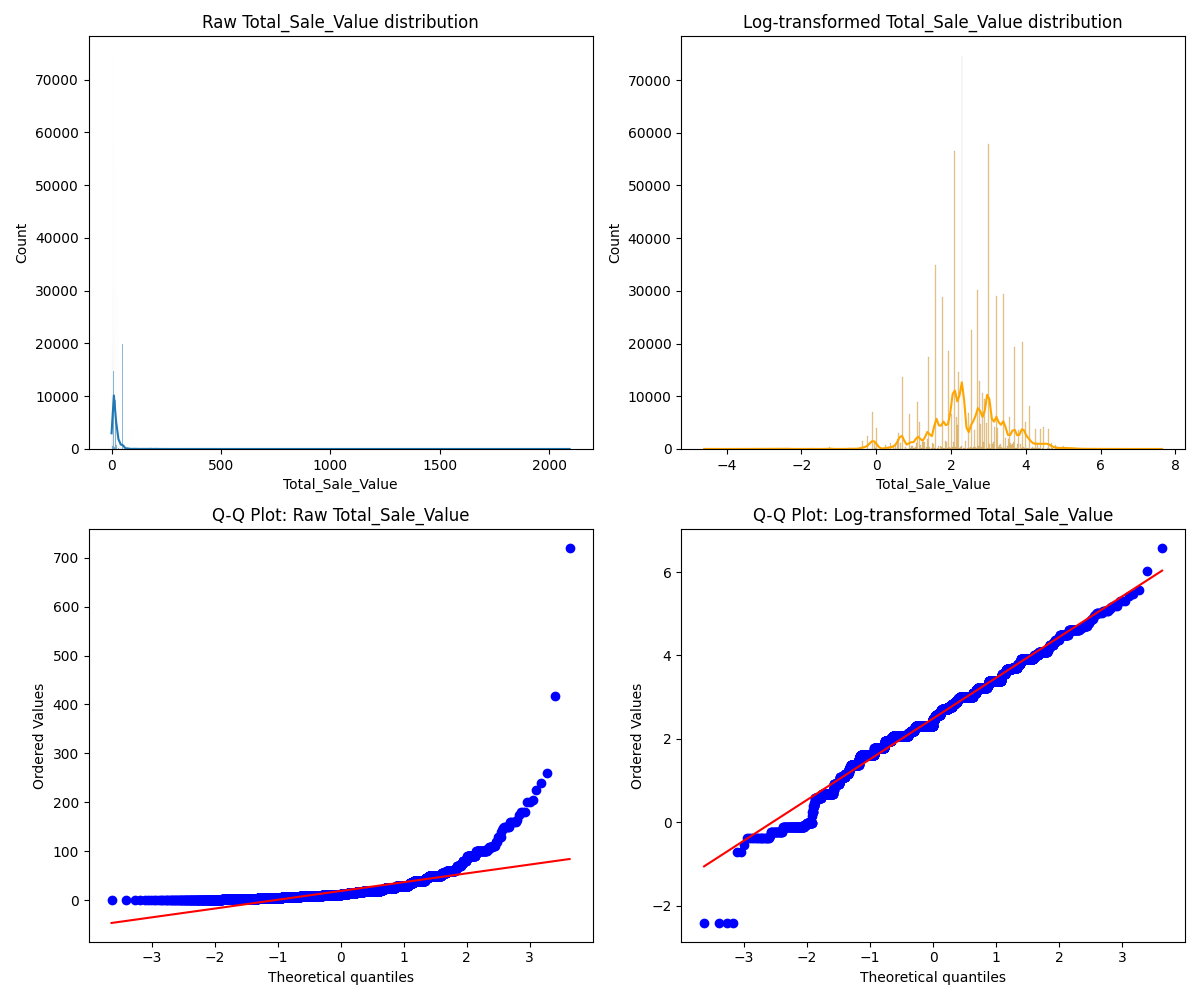 Raw Total_Sale_Value distribution
Count
70000
60000
50000
40000
30000
20000
10000
0
0 500 1000 1500 2000
Total_Sale_Value
Log-transformed Total_Sale_Value distribution
Count
70000
60000
50000
40000
30000
20000
10000
0
−4 −2 0 2 4 6 8
Total_Sale_Value
Q-Q Plot: Raw Total_Sale_Value
Ordered Values
700
600
500
400
300
200
100
0
−3 −2 −1 0 1 2 3
Theoretical quantiles
Q-Q Plot: Log-transformed Total_Sale_Value
Ordered Values
6
4
2
0
−2
−3 −2 −1 0 1 2 3
Theoretical quantiles